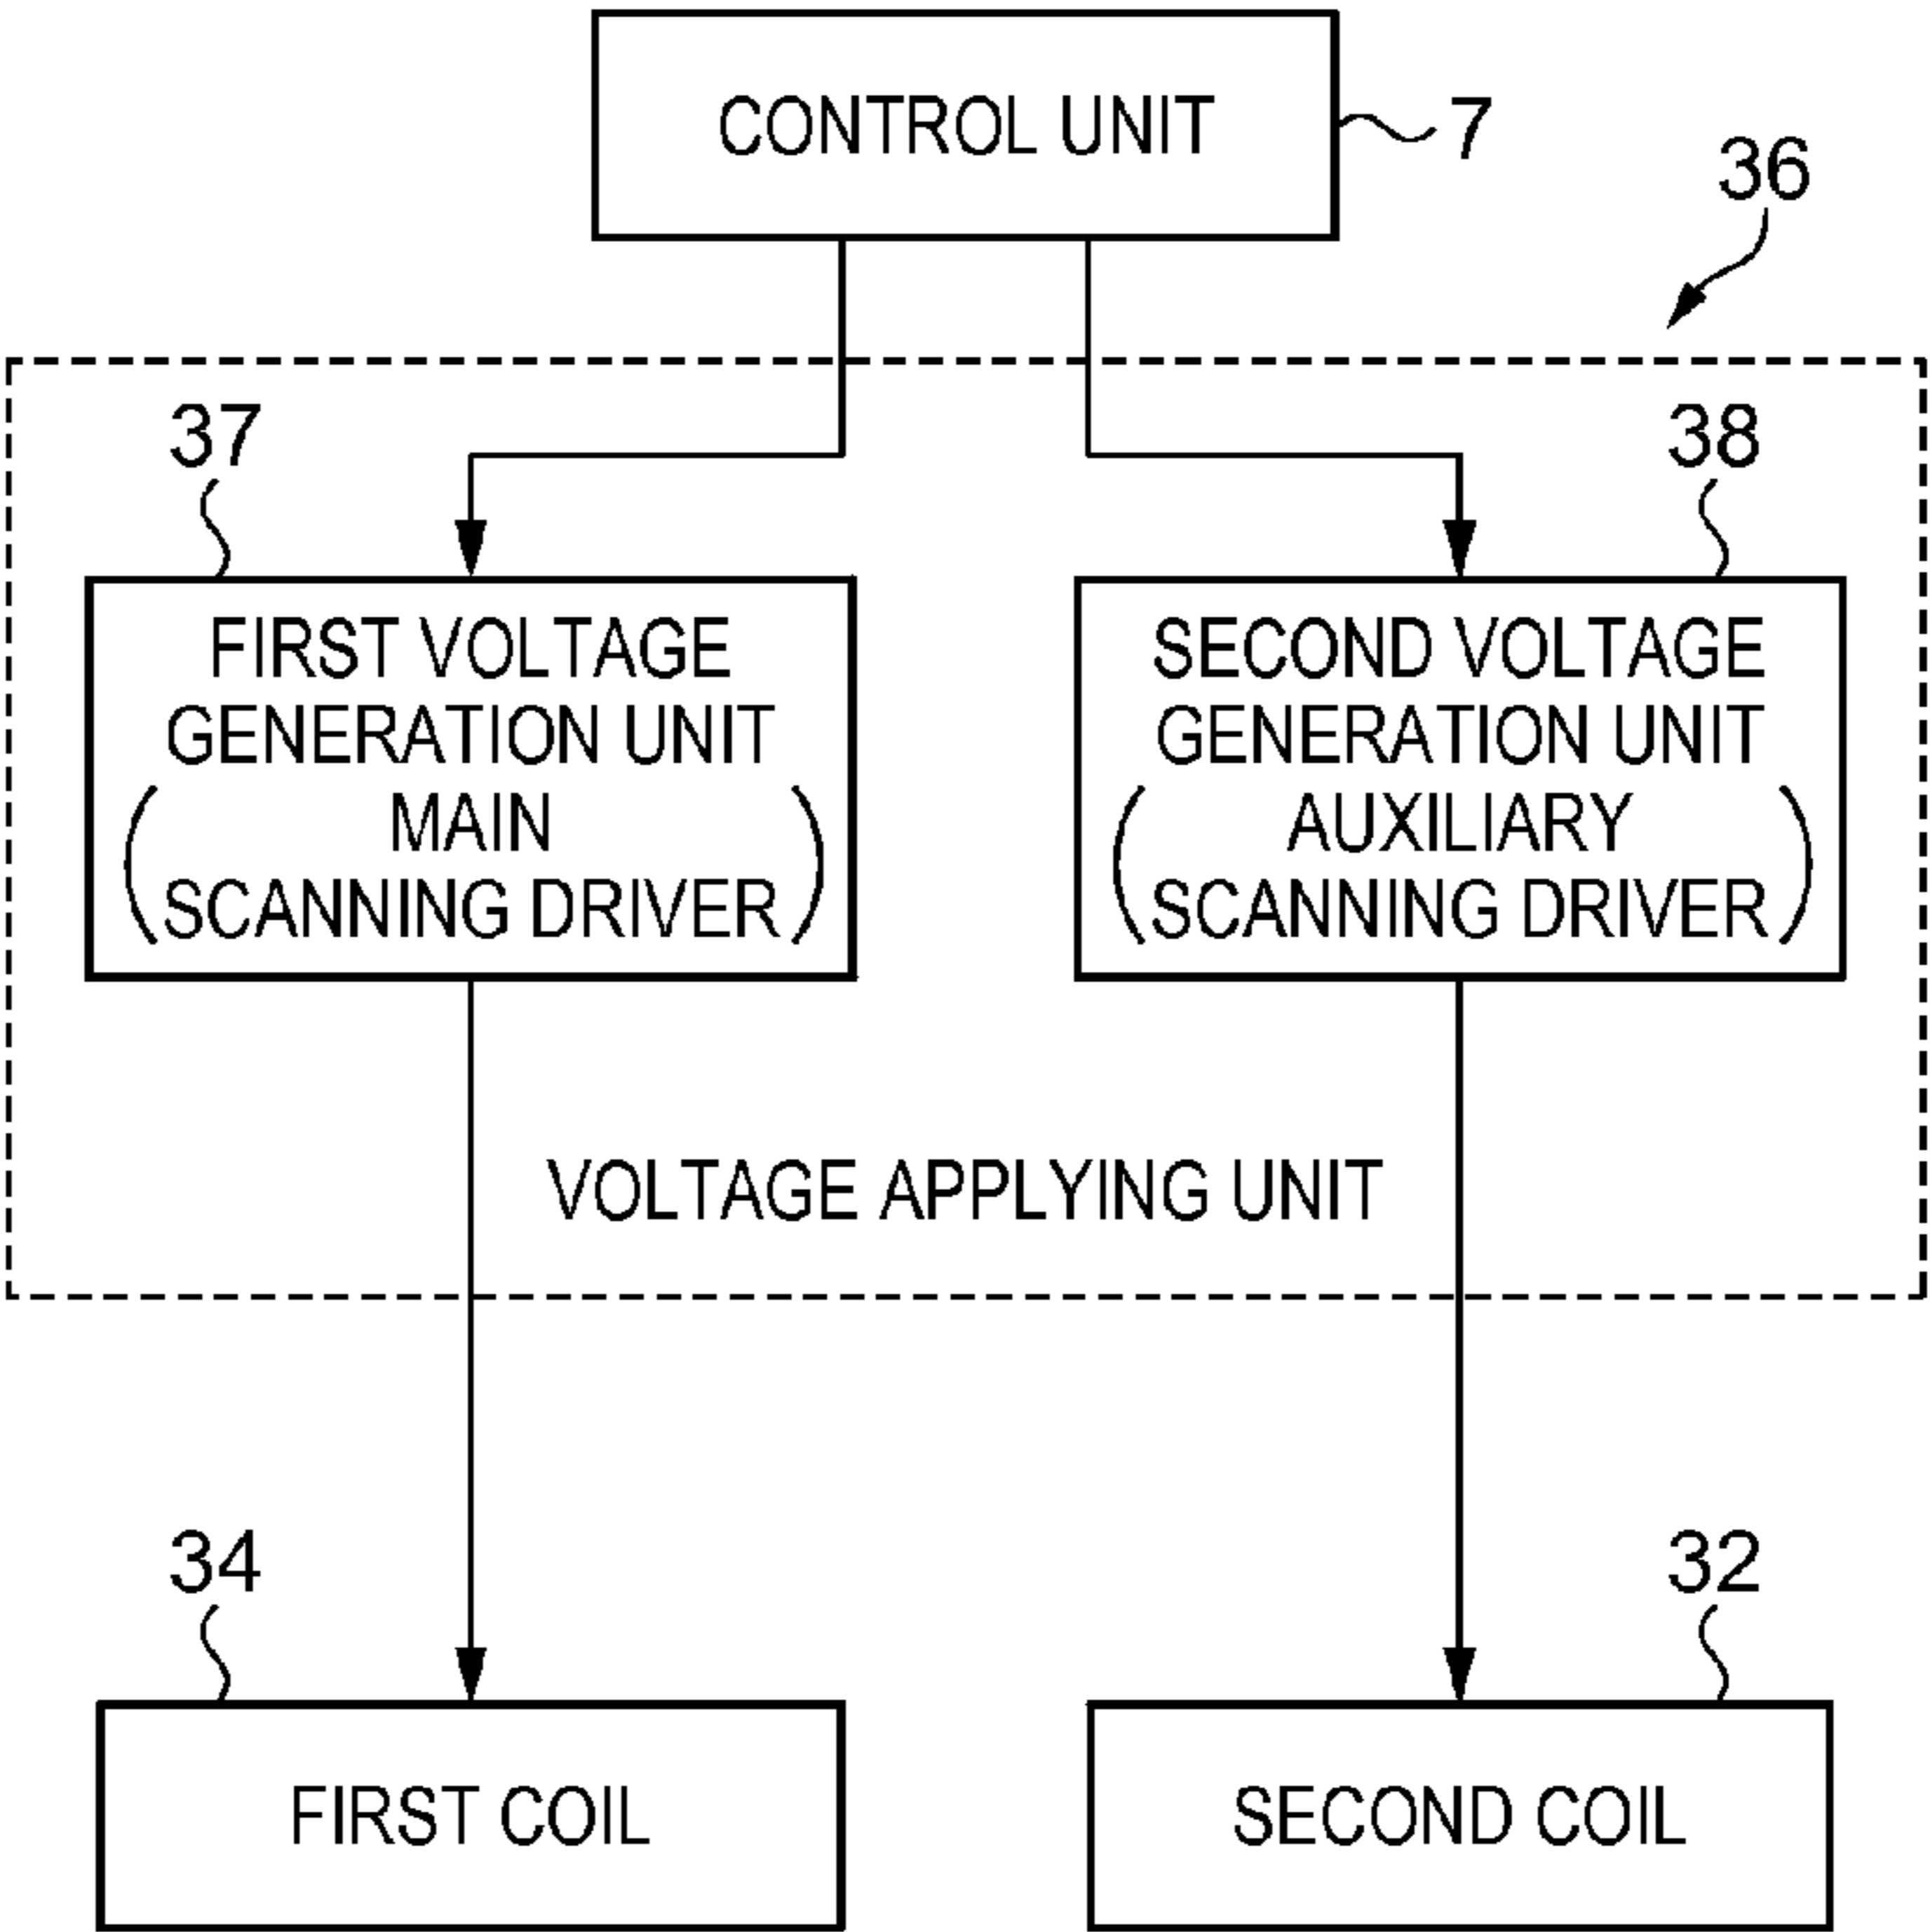 CONTROL UNIT
7
36
37
38
FIRST VOLTAGE
GENERATION UNIT
(MAIN
SCANNING DRIVER)
SECOND VOLTAGE
GENERATION UNIT
(AUXILIARY
SCANNING DRIVER)
VOLTAGE APPLYING UNIT
34
32
FIRST COIL
SECOND COIL